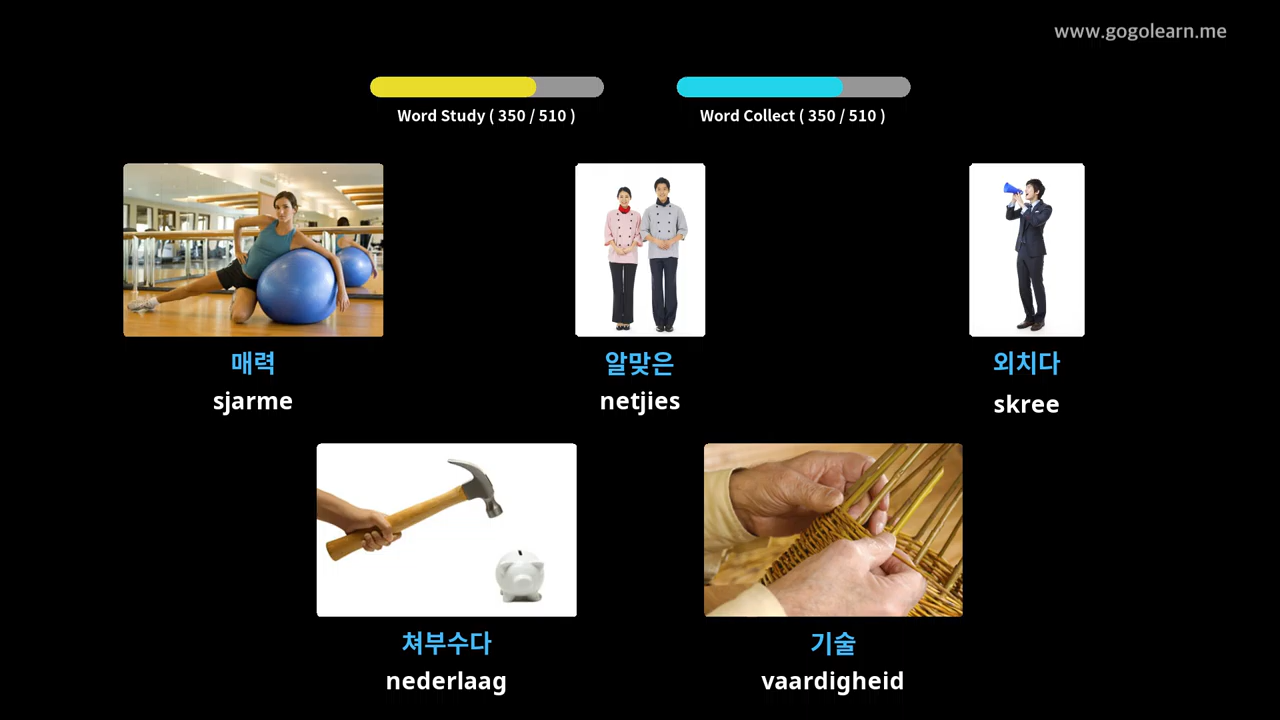 www.gogolearn.me
Word Study ( 350 / 510 )
Word Collect ( 350 / 510 )
매력
sjarme
알맞은
netjies
외치다
skree
쳐부수다
nederlaag
기술
vaardigheid